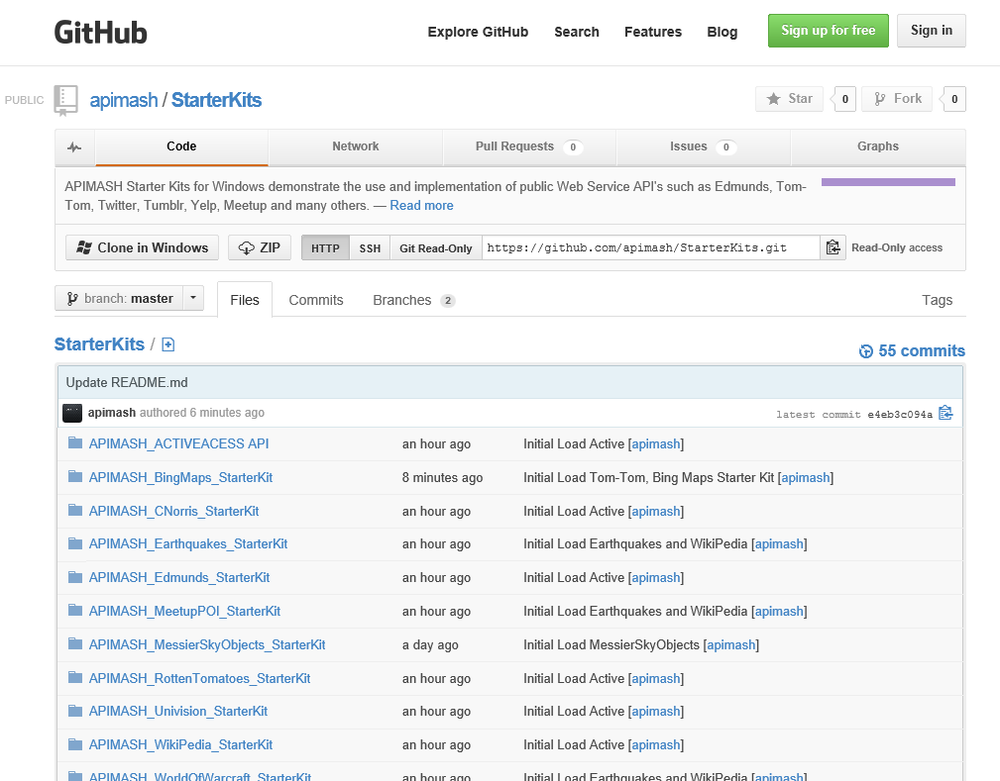 GitHub Explore GitHub Search Features Blog Sign up for free Sign in
PUBLIC apimash / StarterKits Star 0 Fork 0
Code Network Pull Requests 0 Issues 0 Graphs
APIMASH Starter Kits for Windows demonstrate the use and implementation of public Web Service API's such as Edmunds, Tom-
Tom, Twitter, Tumblr, Yelp, Meetup and many others. — Read more
Clone in Windows ZIP HTTP SSH Git Read-Only https://github.com/apimash/StarterKits.git Read-Only access
branch: master Files Commits Branches 2 Tags
StarterKits / 55 commits
Update README.md
apimash authored 6 minutes ago latest commit e4eb3c094a
APIMASH_ACTIVEACESS API an hour ago Initial Load Active [apimash]
APIMASH_BingMaps_StarterKit 8 minutes ago Initial Load Tom-Tom, Bing Maps Starter Kit [apimash]
APIMASH_CNorris_StarterKit an hour ago Initial Load Active [apimash]
APIMASH_Earthquakes_StarterKit an hour ago Initial Load Earthquakes and WikiPedia [apimash]
APIMASH_Edmunds_StarterKit an hour ago Initial Load Active [apimash]
APIMASH_MeetupPOI_StarterKit an hour ago Initial Load Earthquakes and WikiPedia [apimash]
APIMASH_MessierSkyObjects_StarterKit a day ago Initial Load MessierSkyObjects [apimash]
APIMASH_RottenTomatoes_StarterKit an hour ago Initial Load Active [apimash]
APIMASH_Univision_StarterKit an hour ago Initial Load Active [apimash]
APIMASH_WikiPedia_StarterKit an hour ago Initial Load Active [apimash]
APIMASH_WorldOfWarcraft_StarterKit an hour ago Initial Load Earthquakes and WikiPedia [apimash]